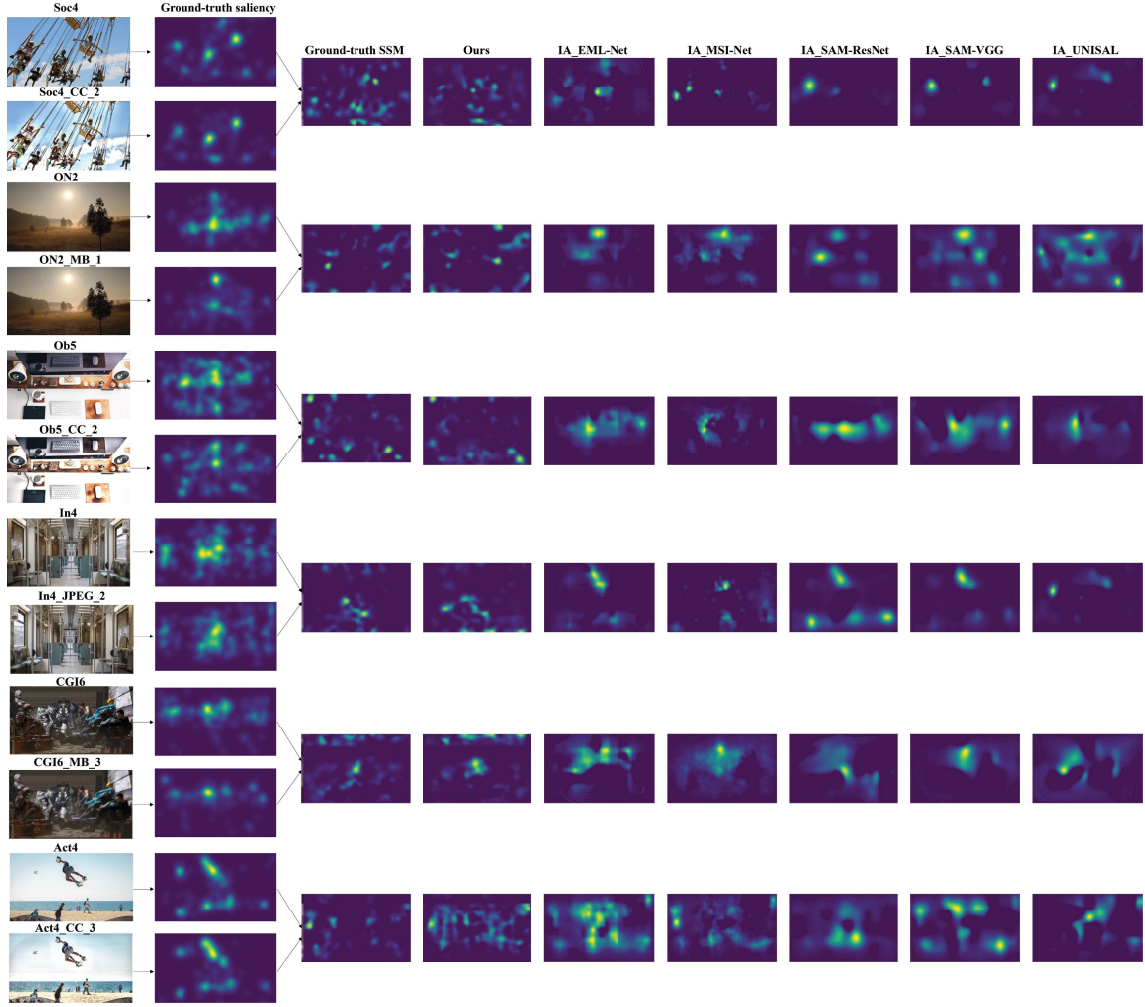 Soc4
Ground-truth saliency
Ground-truth SSM
Ours
IA_EML-Net
IA_MSI-Net
IA_SAM-ResNet
IA_SAM-VGG
IA_UNISAL
Soc4_CC_2
ON2
ON2_MB_1
Ob5
Ob5_CC_2
In4
In4_JPEG_2
CGI6
CGI6_MB_3
Act4
Act4_CC_3